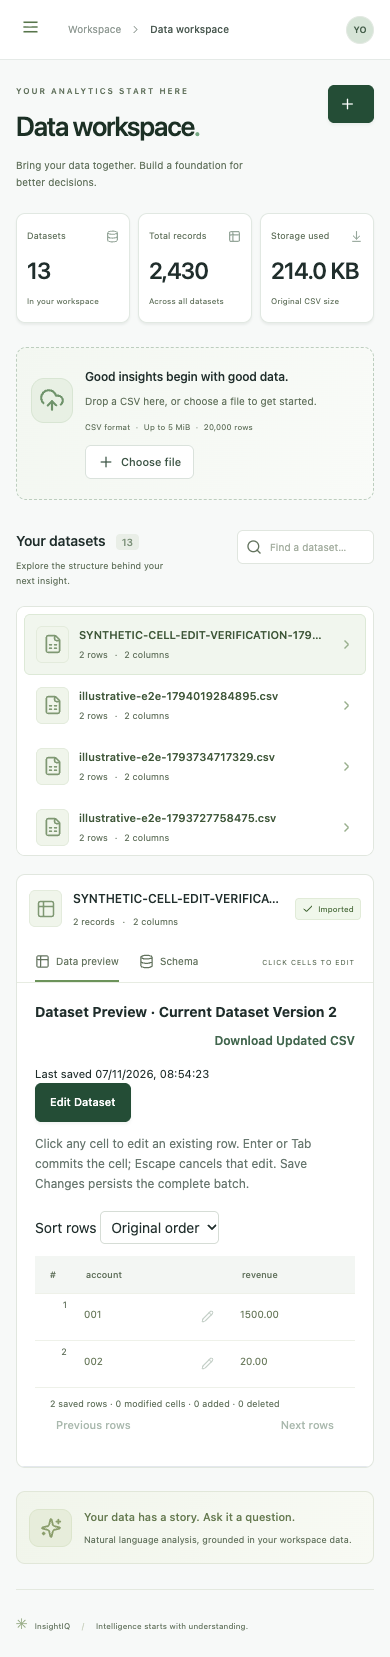 Workspace > Data workspace
YO
YOUR ANALYTICS START HERE
Data workspace.
+
Bring your data together. Build a foundation for
better decisions.
Datasets
13
In your workspace
Total records
2,430
Across all datasets
Storage used
214.0 KB
Original CSV size
Good insights begin with good data.
Drop a CSV here, or choose a file to get started.
CSV format · Up to 5 MiB · 20,000 rows
+ Choose file
Your datasets 13
Explore the structure behind your
next insight.
Find a dataset...
SYNTHETIC-CELL-EDIT-VERIFICATION-179...
2 rows · 2 columns
illustrative-e2e-1794019284895.csv
2 rows · 2 columns
illustrative-e2e-1793734717329.csv
2 rows · 2 columns
illustrative-e2e-1793727758475.csv
2 rows · 2 columns
SYNTHETIC-CELL-EDIT-VERIFICA...
2 records · 2 columns
Imported
Data preview Schema CLICK CELLS TO EDIT
Dataset Preview · Current Dataset Version 2
Download Updated CSV
Last saved 07/11/2026, 08:54:23
Edit Dataset
Click any cell to edit an existing row. Enter or Tab
commits the cell; Escape cancels that edit. Save
Changes persists the complete batch.
Sort rows Original order
# account revenue
1 001 1500.00
2 002 20.00
2 saved rows · 0 modified cells · 0 added · 0 deleted
Previous rows Next rows
Your data has a story. Ask it a question.
Natural language analysis, grounded in your workspace data.
InsightIQ / Intelligence starts with understanding.